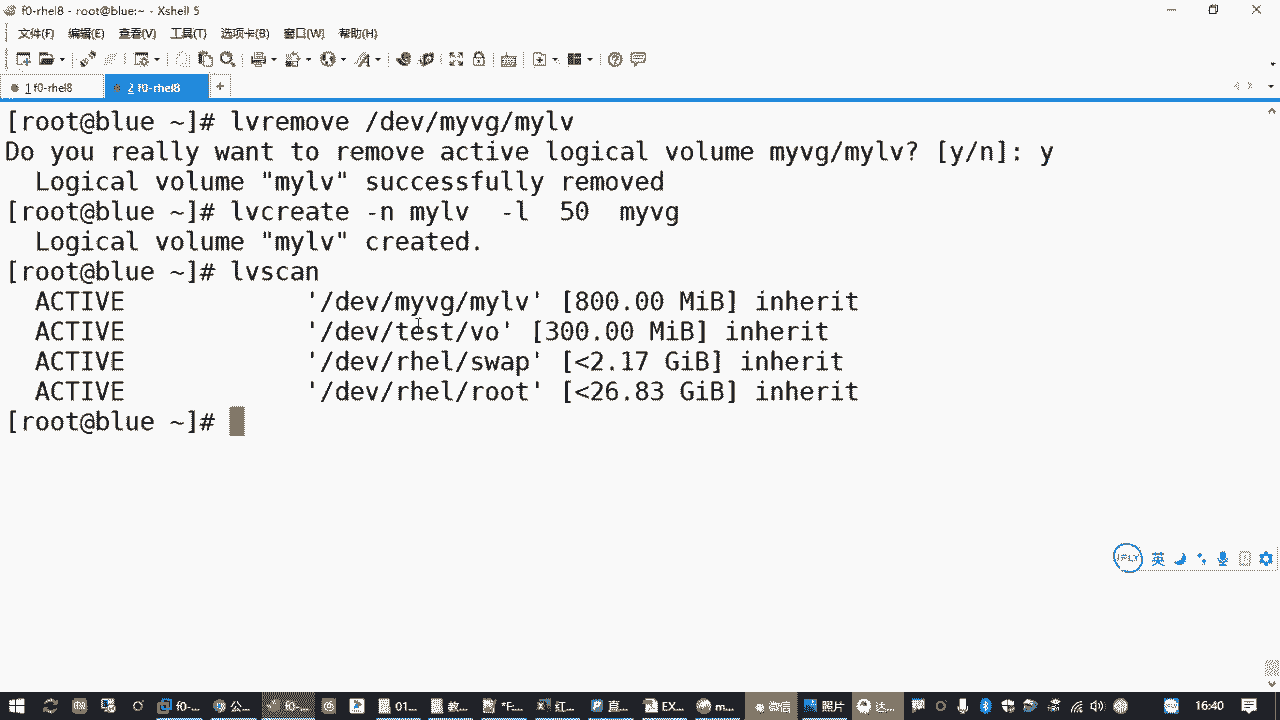 f0-rhel8 - root@blue:~ - Xshell 5
文件(F) 编辑(E) 查看(V) 工具(T) 选项卡(B) 窗口(W) 帮助(H)
1 f0-rhel8 2 f0-rhel8 +
[root@blue ~]# lvremove /dev/myvg/mylv
Do you really want to remove active logical volume myvg/mylv? [y/n]: y
Logical volume "mylv" successfully removed
[root@blue ~]# lvcreate -n mylv -l 50 myvg
Logical volume "mylv" created.
[root@blue ~]# lvscan
ACTIVE '/dev/myvg/mylv' [800.00 MiB] inherit
ACTIVE '/dev/test/vo' [300.00 MiB] inherit
ACTIVE '/dev/rhel/swap' [<2.17 GiB] inherit
ACTIVE '/dev/rhel/root' [<26.83 GiB] inherit
[root@blue ~]#
iFLY 英
f0-... 公... f0-... 01... 教... *F... 红... 直... EX... m... 微信 照片 达... 16:40